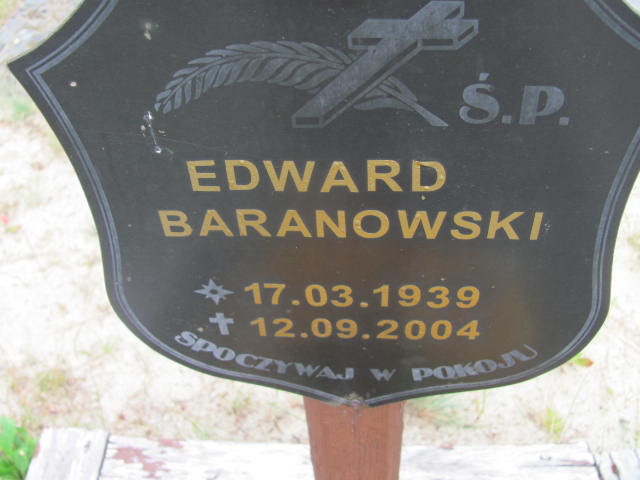 Ś.P.
EDWARD
BARANOWSKI
17.03.1939
12.09.2004
SPOCZYWAJ W POKOJU